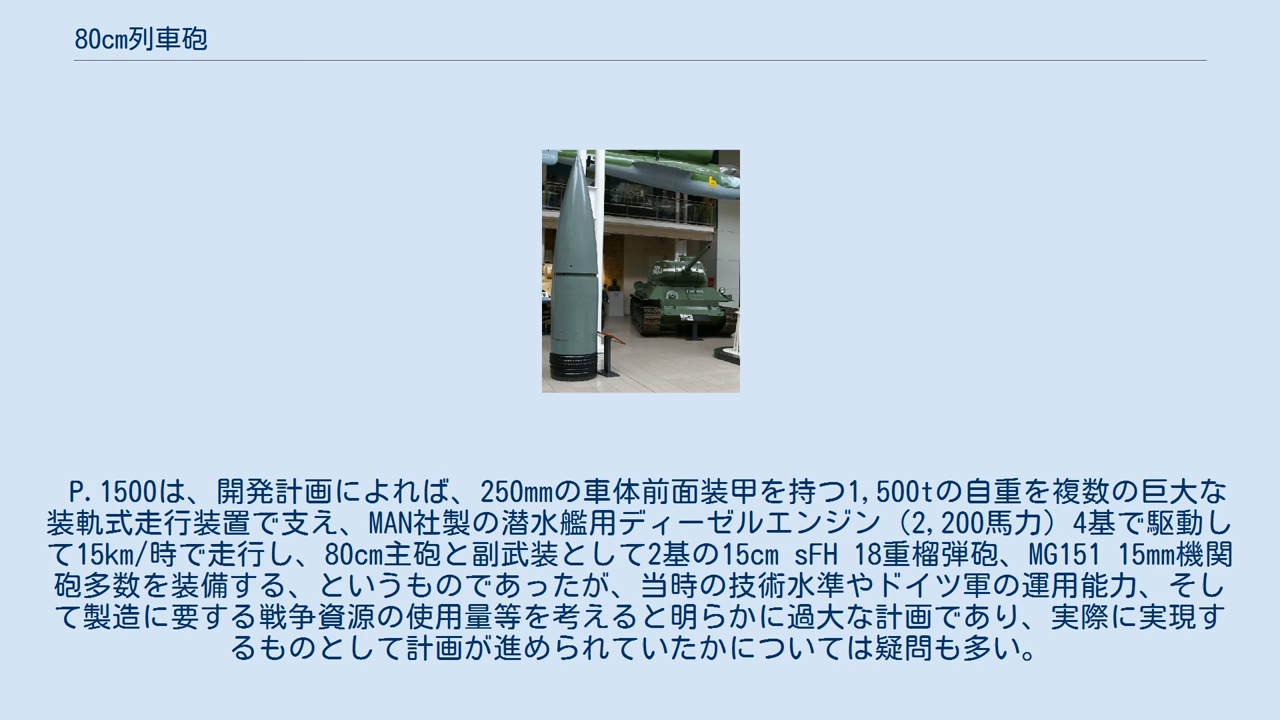 80cm列車砲
P.1500は、開発計画によれば、250mmの車体前面装甲を持つ1,500tの自重を複数の巨大な
装軌式走行装置で支え、MAN社製の潜水艦用ディーゼルエンジン（2,200馬力）4基で駆動し
て15km/時で走行し、80cm主砲と副武装として2基の15cm sFH 18重榴弾砲、MG151 15mm機関
砲多数を装備する、というものであったが、当時の技術水準やドイツ軍の運用能力、そし
て製造に要する戦争資源の使用量等を考えると明らかに過大な計画であり、実際に実現す
るものとして計画が進められていたかについては疑問も多い。